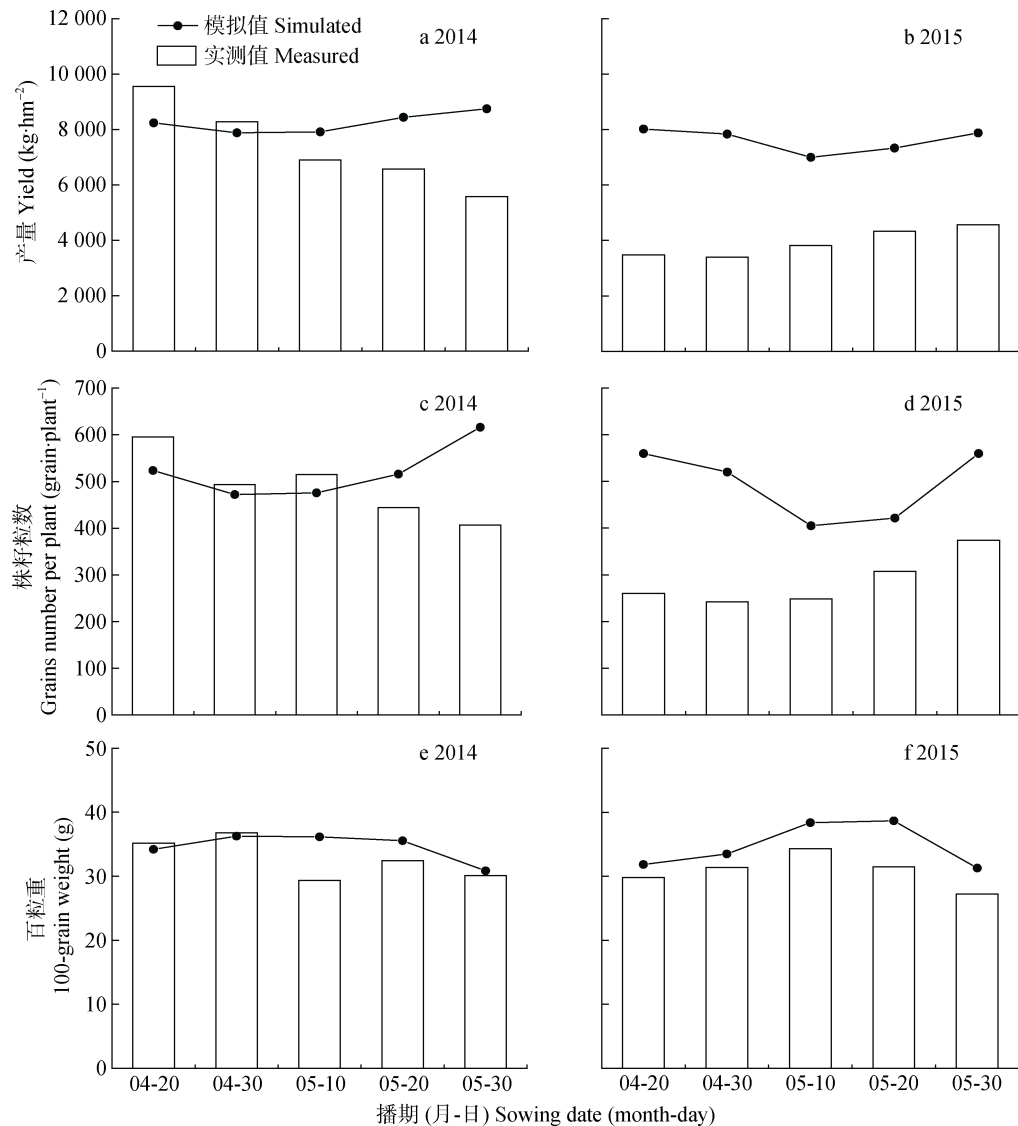 模拟值 Simulated
实测值 Measured
a 2014
b 2015
产量 Yield (kg·hm⁻²)
12 000
10 000
8 000
6 000
4 000
2 000
0
c 2014
d 2015
株籽粒数
Grains number per plant (grain·plant⁻¹)
700
600
500
400
300
200
100
0
e 2014
f 2015
百粒重
100-grain weight (g)
50
40
30
20
10
0
04-20 04-30 05-10 05-20 05-30
04-20 04-30 05-10 05-20 05-30
播期 (月-日) Sowing date (month-day)